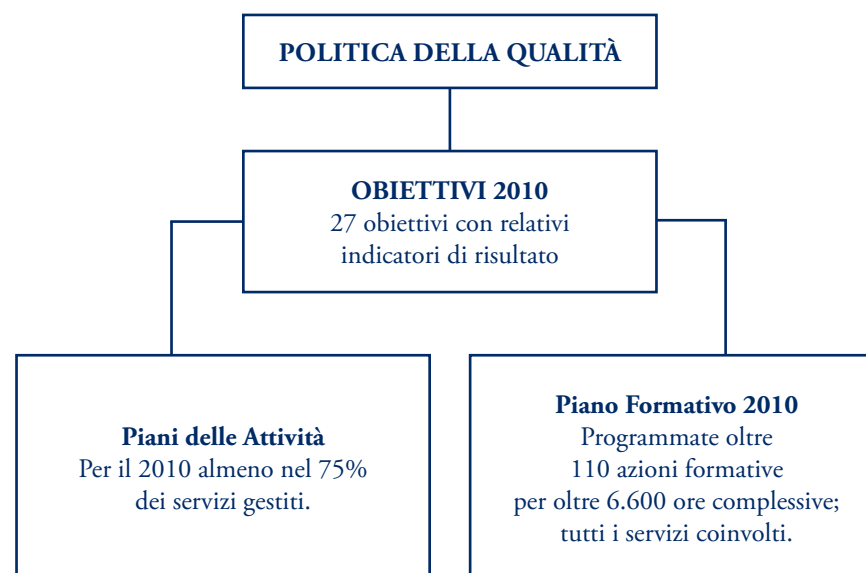 POLITICA DELLA QUALITÀ
OBIETTIVI 2010
27 obiettivi con relativi
indicatori di risultato
Piani delle Attività
Per il 2010 almeno nel 75%
dei servizi gestiti.
Piano Formativo 2010
Programmate oltre
110 azioni formative
per oltre 6.600 ore complessive;
tutti i servizi coinvolti.